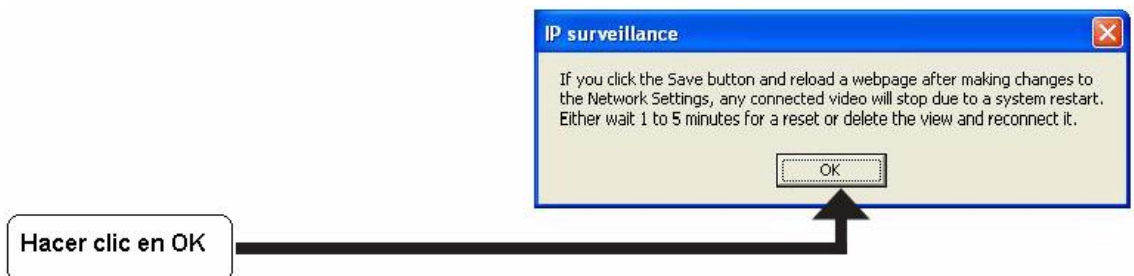 IP surveillance
If you click the Save button and reload a webpage after making changes to
the Network Settings, any connected video will stop due to a system restart.
Either wait 1 to 5 minutes for a reset or delete the view and reconnect it.
OK
Hacer clic en OK